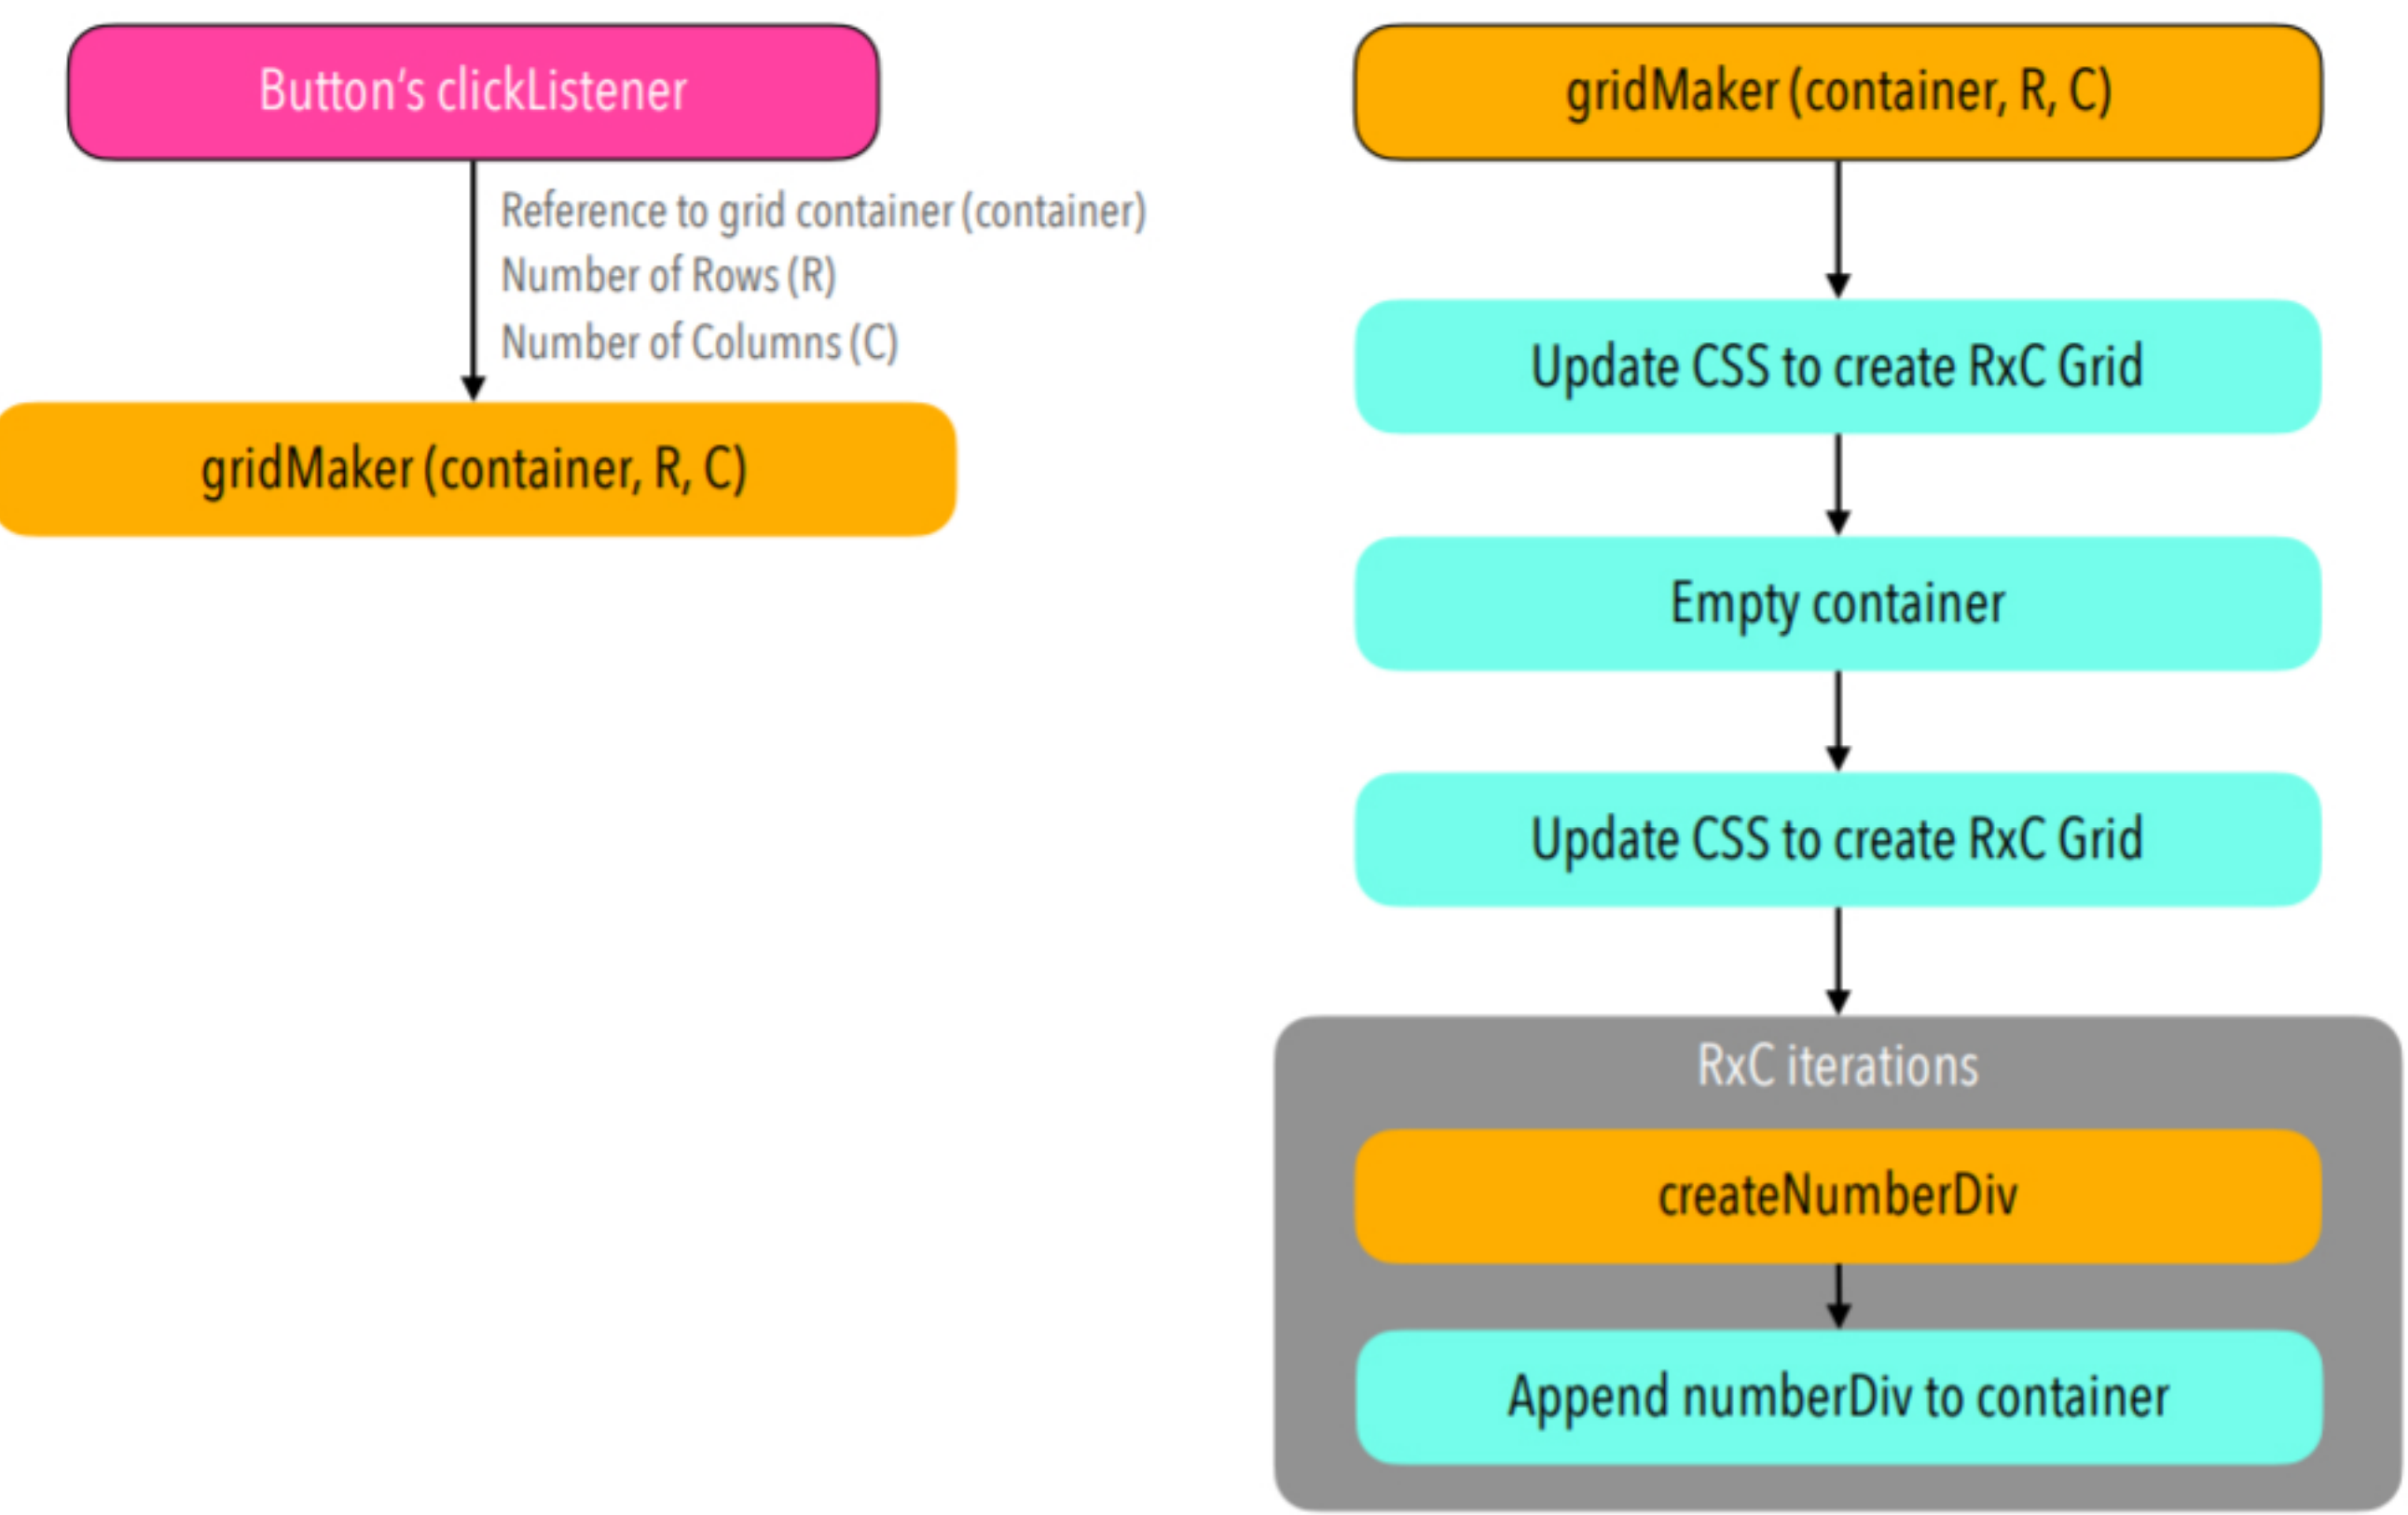 Button's clickListener
Reference to grid container (container)
Number of Rows (R)
Number of Columns (C)
gridMaker (container, R, C)
gridMaker (container, R, C)
Update CSS to create RxC Grid
Empty container
Update CSS to create RxC Grid
RxC iterations
createNumberDiv
Append numberDiv to container